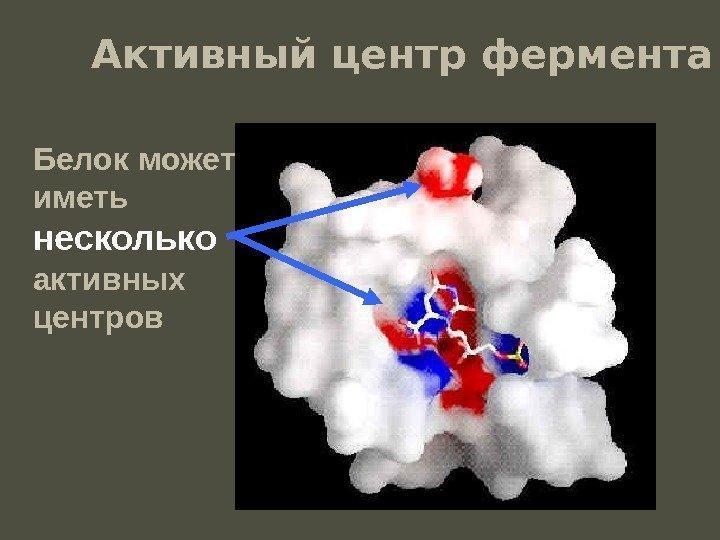 Активный центр фермента
Белок может
иметь
несколько
активных
центров